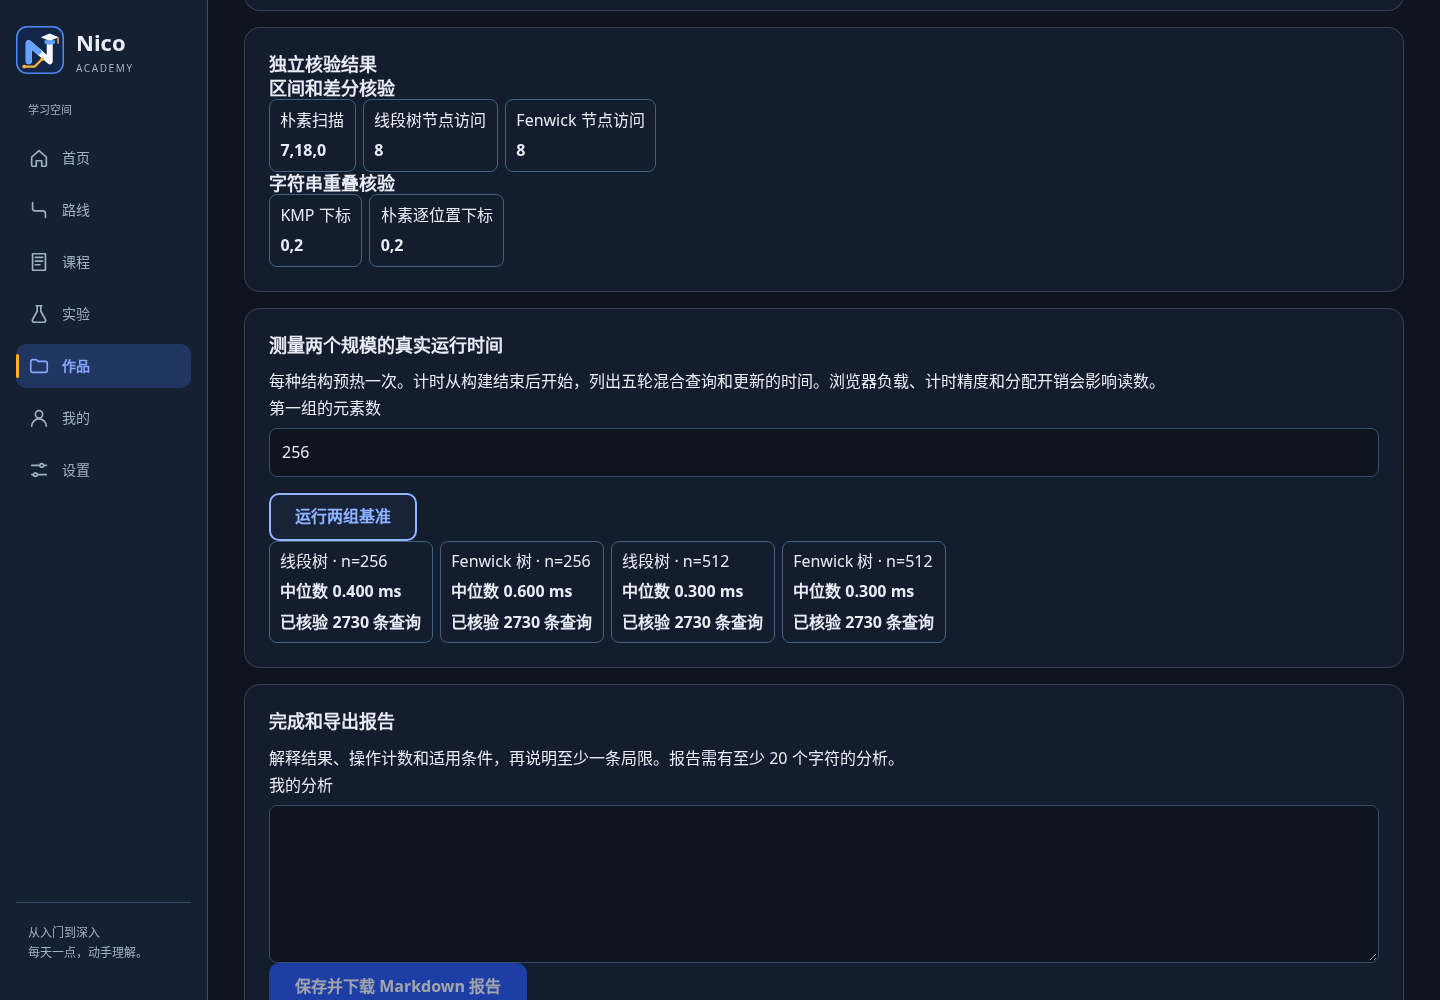 Nico
ACADEMY
学习空间
首页
路线
课程
实验
作品
我的
设置
从入门到深入
每天一点，动手理解。
独立核验结果
区间和差分核验
朴素扫描
7,18,0
线段树节点访问
8
Fenwick 节点访问
8
字符串重叠核验
KMP 下标
0,2
朴素逐位置下标
0,2
测量两个规模的真实运行时间
每种结构预热一次。计时从构建结束后开始，列出五轮混合查询和更新的时间。浏览器负载、计时精度和分配开销会影响读数。
第一组的元素数
256
运行两组基准
线段树 · n=256
中位数 0.400 ms
已核验 2730 条查询
Fenwick 树 · n=256
中位数 0.600 ms
已核验 2730 条查询
线段树 · n=512
中位数 0.300 ms
已核验 2730 条查询
Fenwick 树 · n=512
中位数 0.300 ms
已核验 2730 条查询
完成和导出报告
解释结果、操作计数和适用条件，再说明至少一条局限。报告需有至少 20 个字符的分析。
我的分析
保存并下载 Markdown 报告